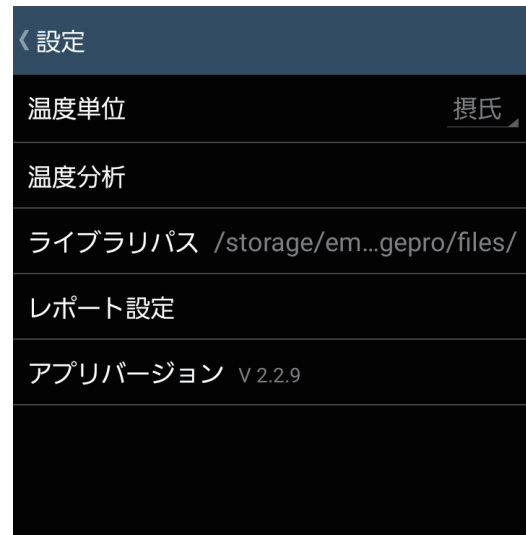 《設定
温度単位 摂氏
温度分析
ライブラリパス /storage/em...gepro/files/
レポート設定
アプリバージョン V 2.2.9